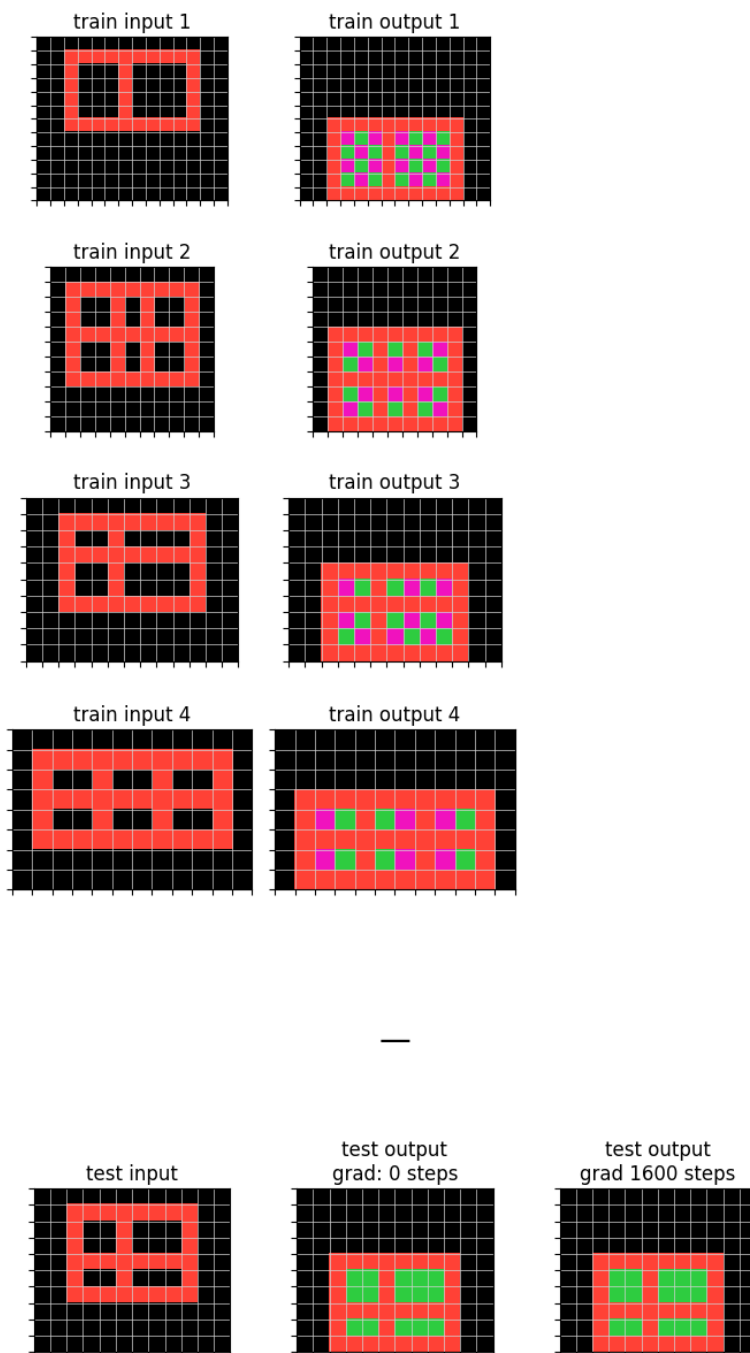 train input 1
train output 1
train input 2
train output 2
train input 3
train output 3
train input 4
train output 4
test input
test output
grad: 0 steps
test output
grad 1600 steps